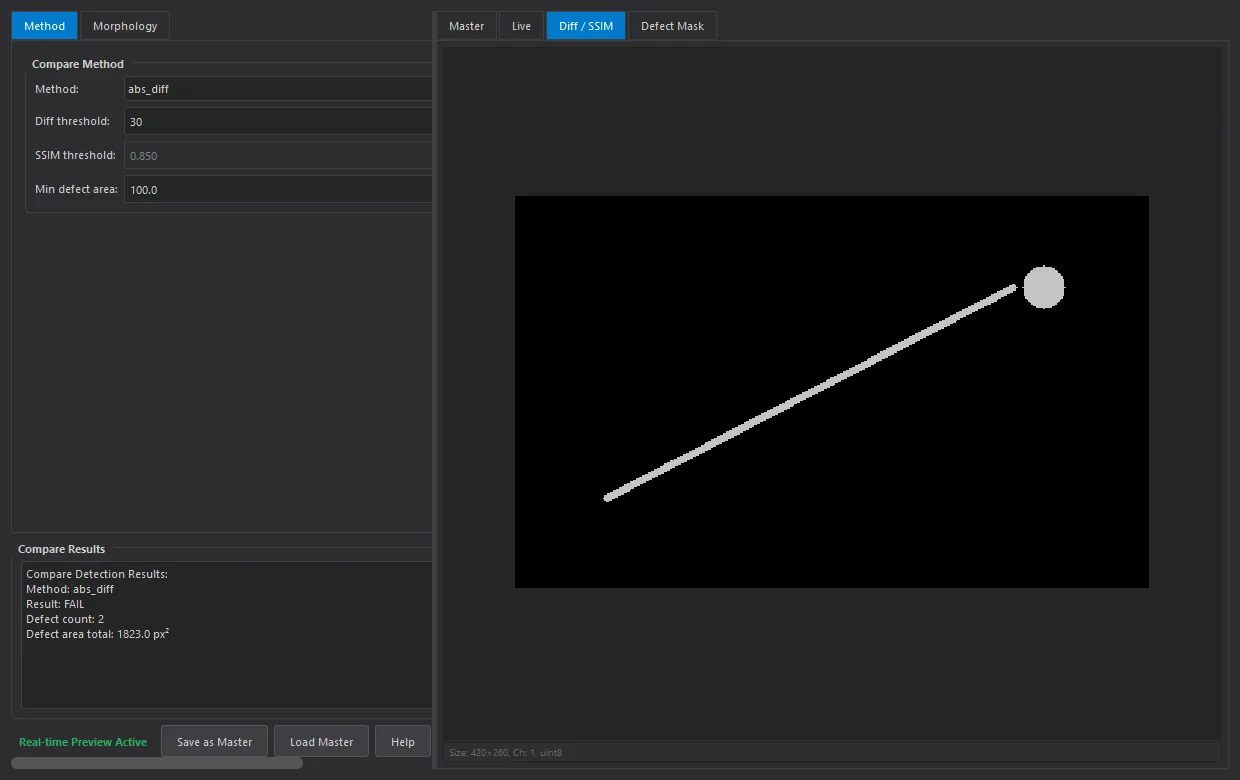 Method
Morphology
Compare Method
Method:
abs_diff
Diff threshold:
30
SSIM threshold:
0.850
Min defect area:
100.0
Compare Results
Compare Detection Results:
Method: abs_diff
Result: FAIL
Defect count: 2
Defect area total: 1823.0 px²
Real-time Preview Active
Save as Master
Load Master
Help
Master
Live
Diff / SSIM
Defect Mask
Size: 420×260, Ch: 1, uint8